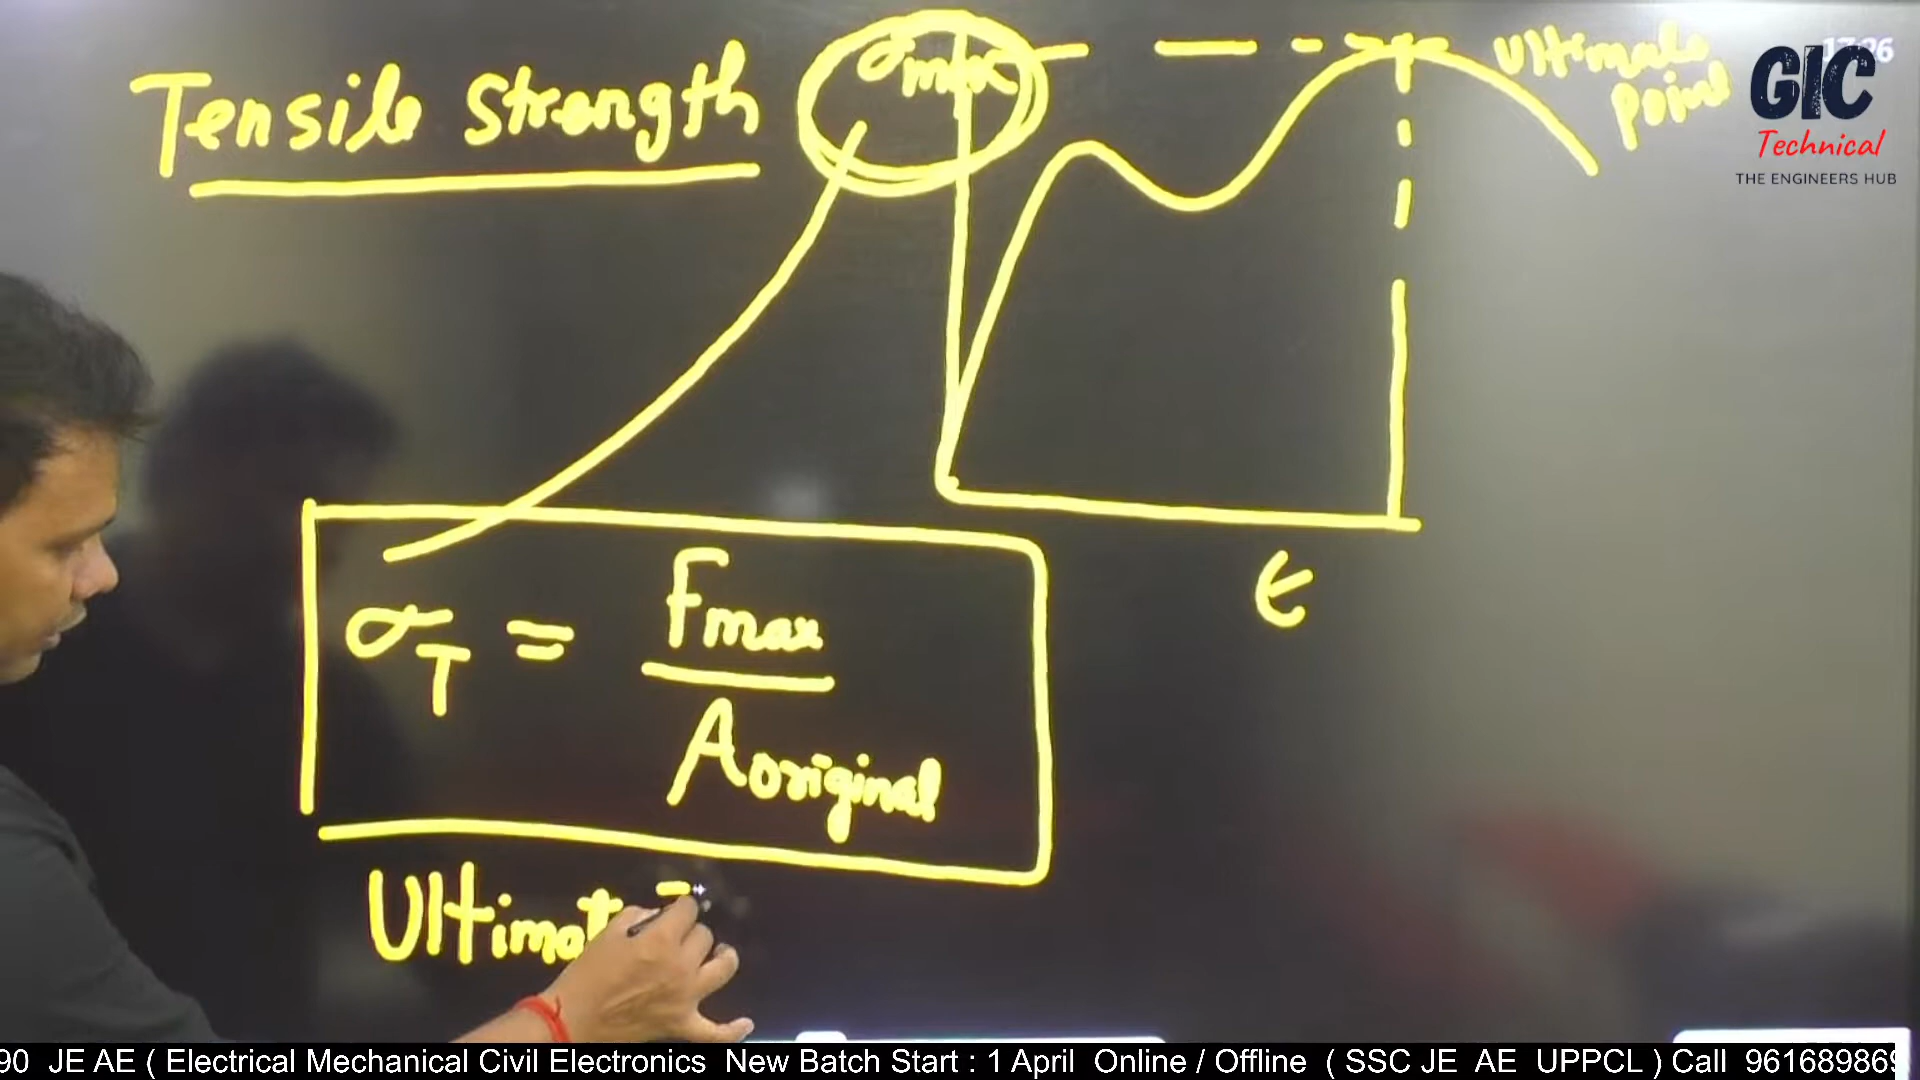 Tensile Strength
σmax
Ultimate
point
GIC
Technical
THE ENGINEERS HUB
ε
σT = Fmax
Aoriginal
Ultimat
90 JE AE ( Electrical Mechanical Civil Electronics New Batch Start : 1 April Online / Offline ( SSC JE AE UPPCL ) Call 961689869